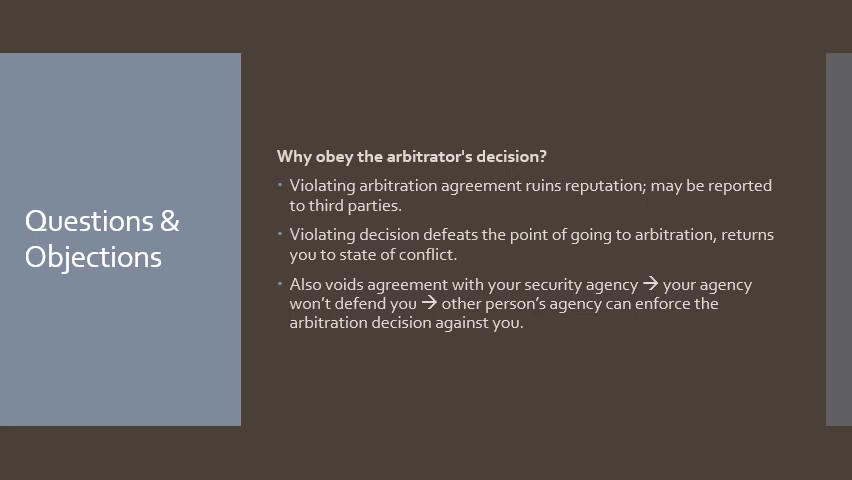 Questions &
Objections
Why obey the arbitrator's decision?
• Violating arbitration agreement ruins reputation; may be reported
to third parties.
• Violating decision defeats the point of going to arbitration, returns
you to state of conflict.
• Also voids agreement with your security agency → your agency
won’t defend you → other person’s agency can enforce the
arbitration decision against you.